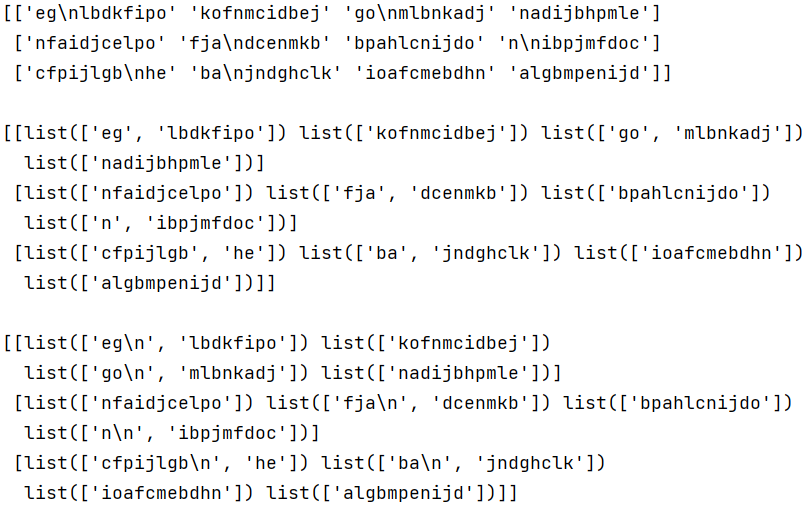 [['eg\nlbdkfipo' 'kofnmcidbej' 'go\nmlbnkadj' 'nadijbhpmle']
 ['nfaidjcelpo' 'fja\ndcenmkb' 'bpahlcnijdo' 'n\nibpjmfdoc']
 ['cfpijlgb\nhe' 'ba\njndghclk' 'ioafcmebdhn' 'algbmpenijd']]

[[list(['eg', 'lbdkfipo']) list(['kofnmcidbej']) list(['go', 'mlbnkadj'])
  list(['nadijbhpmle'])]
 [list(['nfaidjcelpo']) list(['fja', 'dcenmkb']) list(['bpahlcnijdo'])
  list(['n', 'ibpjmfdoc'])]
 [list(['cfpijlgb', 'he']) list(['ba', 'jndghclk']) list(['ioafcmebdhn'])
  list(['algbmpenijd'])]]

[[list(['eg\n', 'lbdkfipo']) list(['kofnmcidbej'])
  list(['go\n', 'mlbnkadj']) list(['nadijbhpmle'])]
 [list(['nfaidjcelpo']) list(['fja\n', 'dcenmkb']) list(['bpahlcnijdo'])
  list(['n\n', 'ibpjmfdoc'])]
 [list(['cfpijlgb\n', 'he']) list(['ba\n', 'jndghclk'])
  list(['ioafcmebdhn']) list(['algbmpenijd'])]]